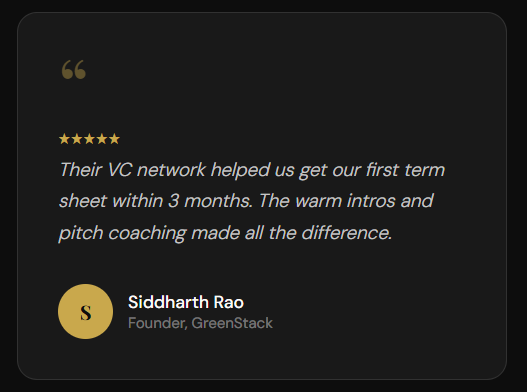 “
★★★★★
Their VC network helped us get our first term
sheet within 3 months. The warm intros and
pitch coaching made all the difference.
S
Siddharth Rao
Founder, GreenStack